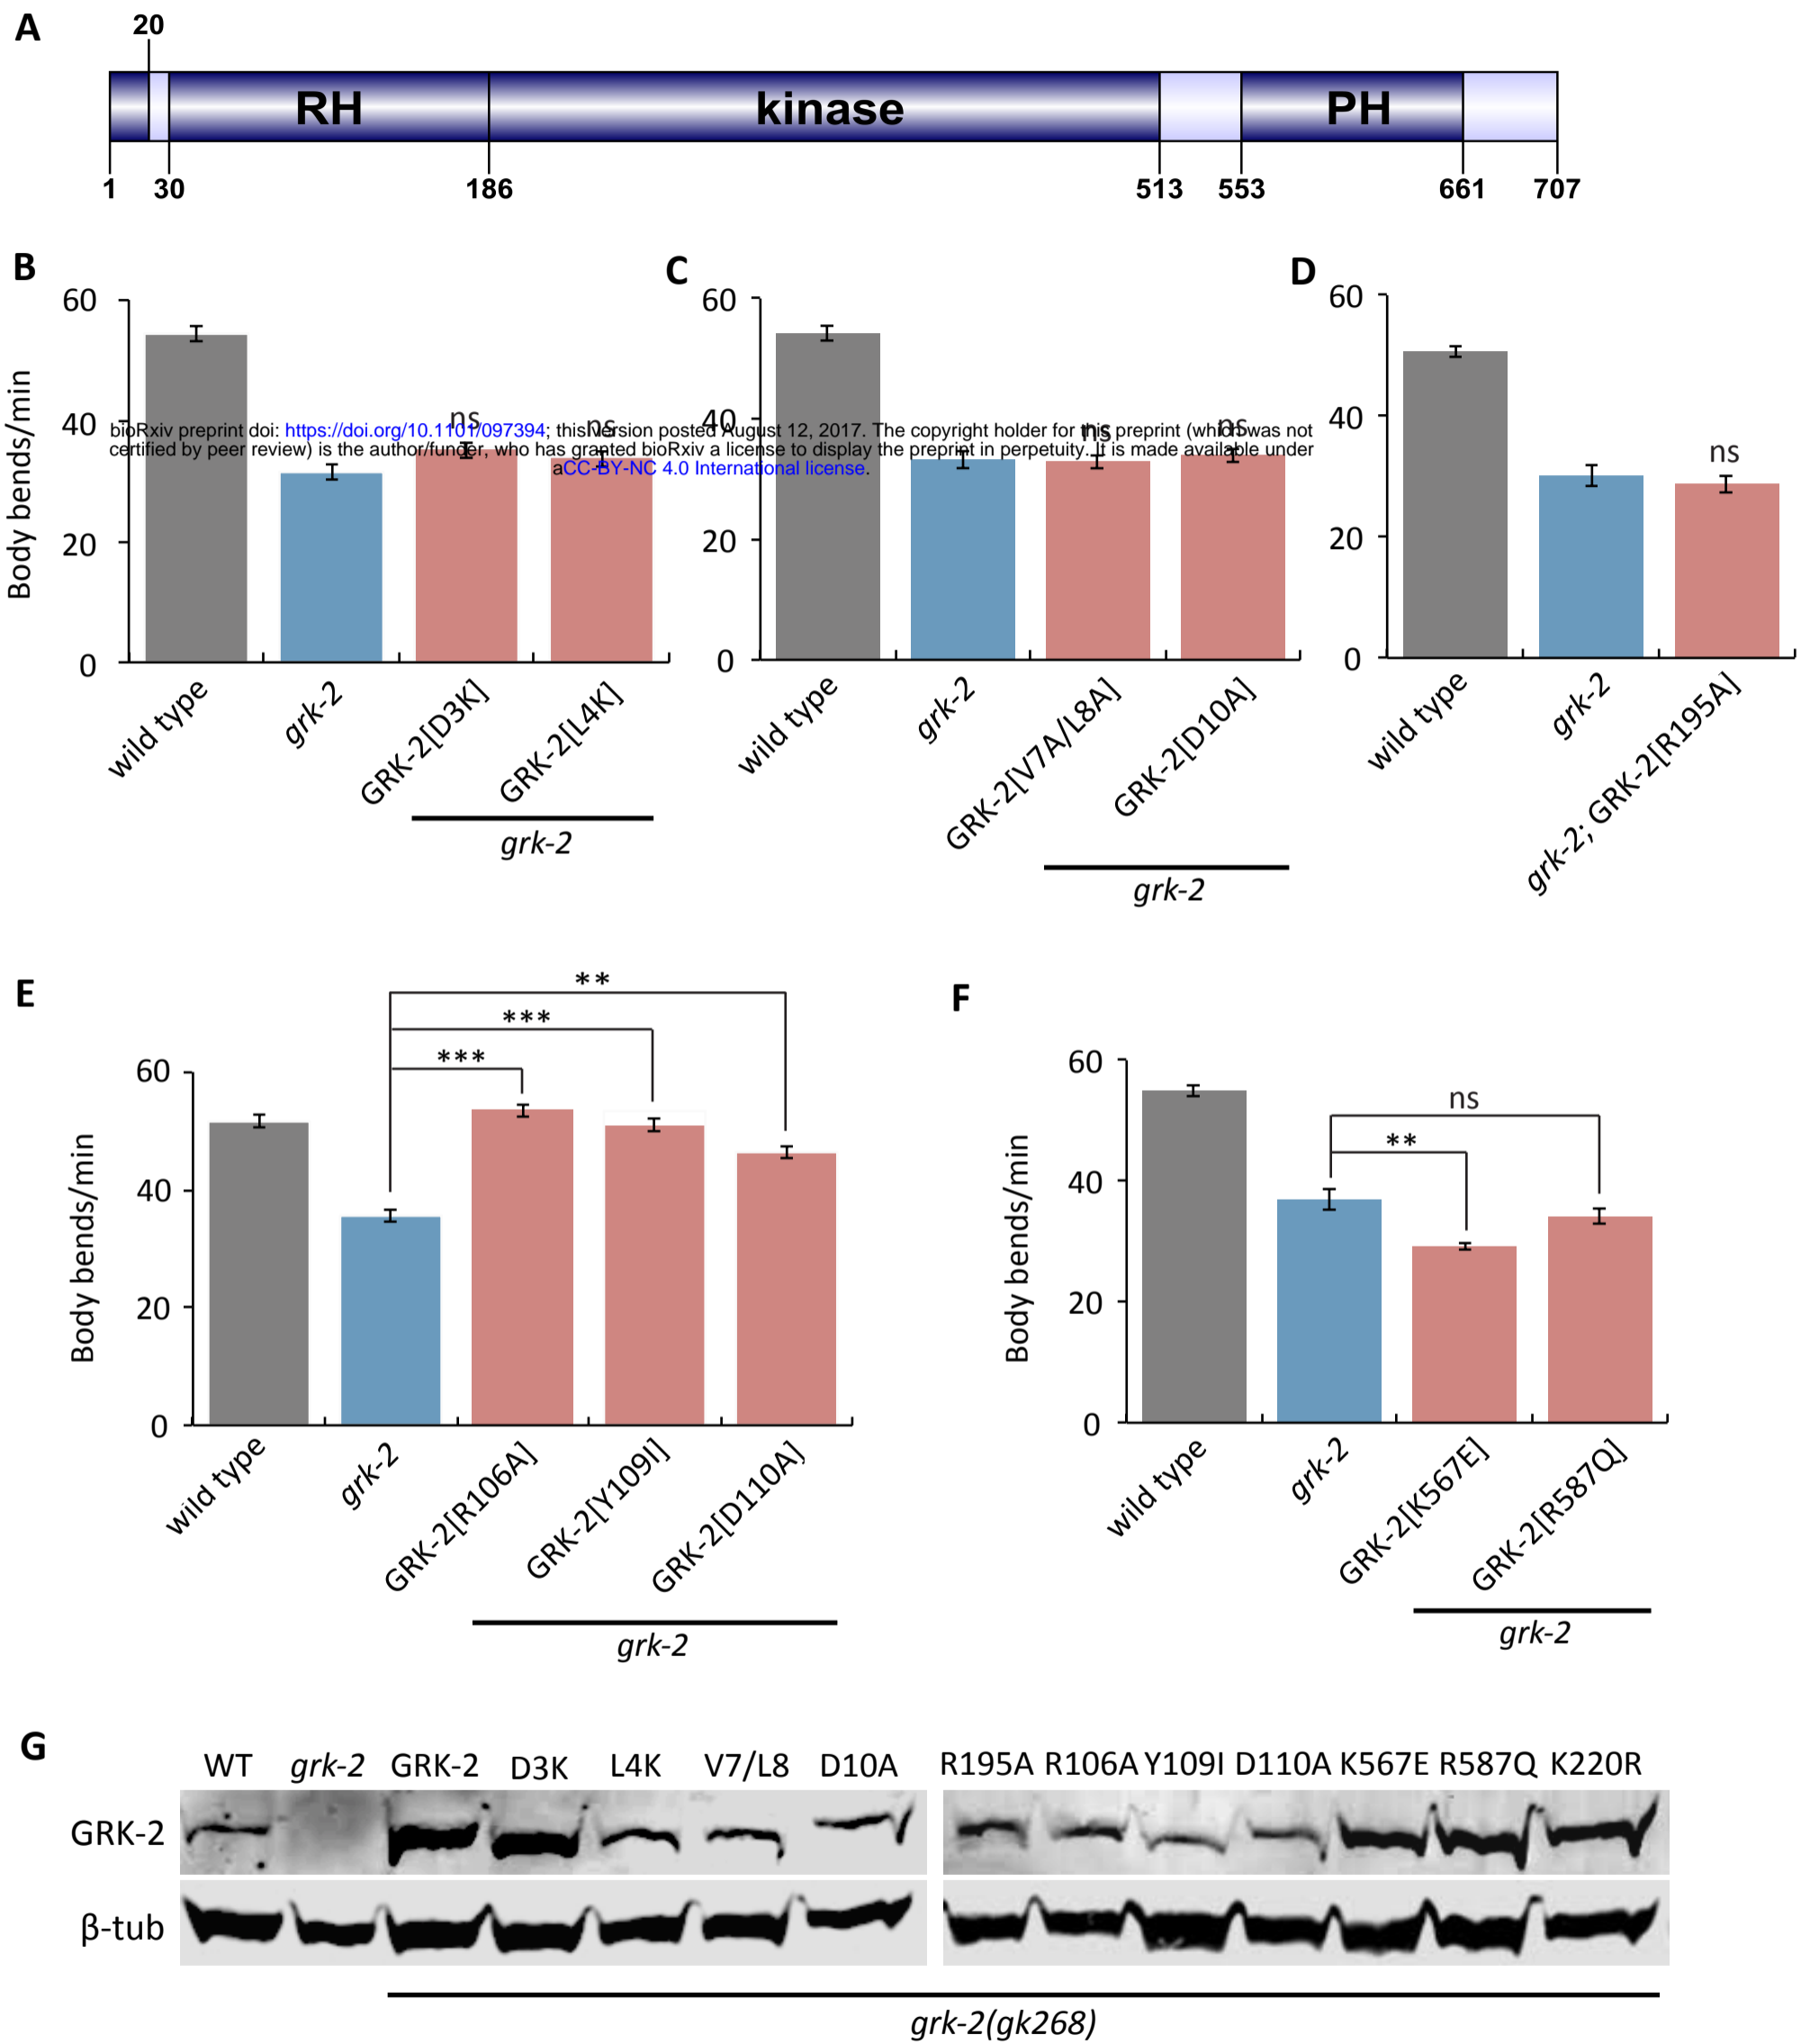 A
20
RH kinase PH
1 30 186 513 553 661 707
B
Body bends/min
60
40
20
0
ns
ns
wild type
grk-2
GRK-2[D3K]
GRK-2[L4K]
grk-2
C
60
40
20
0
ns
ns
wild type
grk-2
GRK-2[V7A/L8A]
GRK-2[D10A]
grk-2
D
60
40
20
0
ns
wild type
grk-2
grk-2; GRK-2[R195A]
bioRxiv preprint doi: https://doi.org/10.1101/097394; this version posted August 12, 2017. The copyright holder for this preprint (which was not
certified by peer review) is the author/funder, who has granted bioRxiv a license to display the preprint in perpetuity. It is made available under
aCC-BY-NC 4.0 International license.
E
Body bends/min
60
40
20
0
**
***
***
wild type
grk-2
GRK-2[R106A]
GRK-2[Y109I]
GRK-2[D110A]
grk-2
F
Body bends/min
60
40
20
0
ns
**
wild type
grk-2
GRK-2[K567E]
GRK-2[R587Q]
grk-2
G
WT grk-2 GRK-2 D3K L4K V7/L8 D10A R195A R106A Y109I D110A K567E R587Q K220R
GRK-2
β-tub
grk-2(gk268)